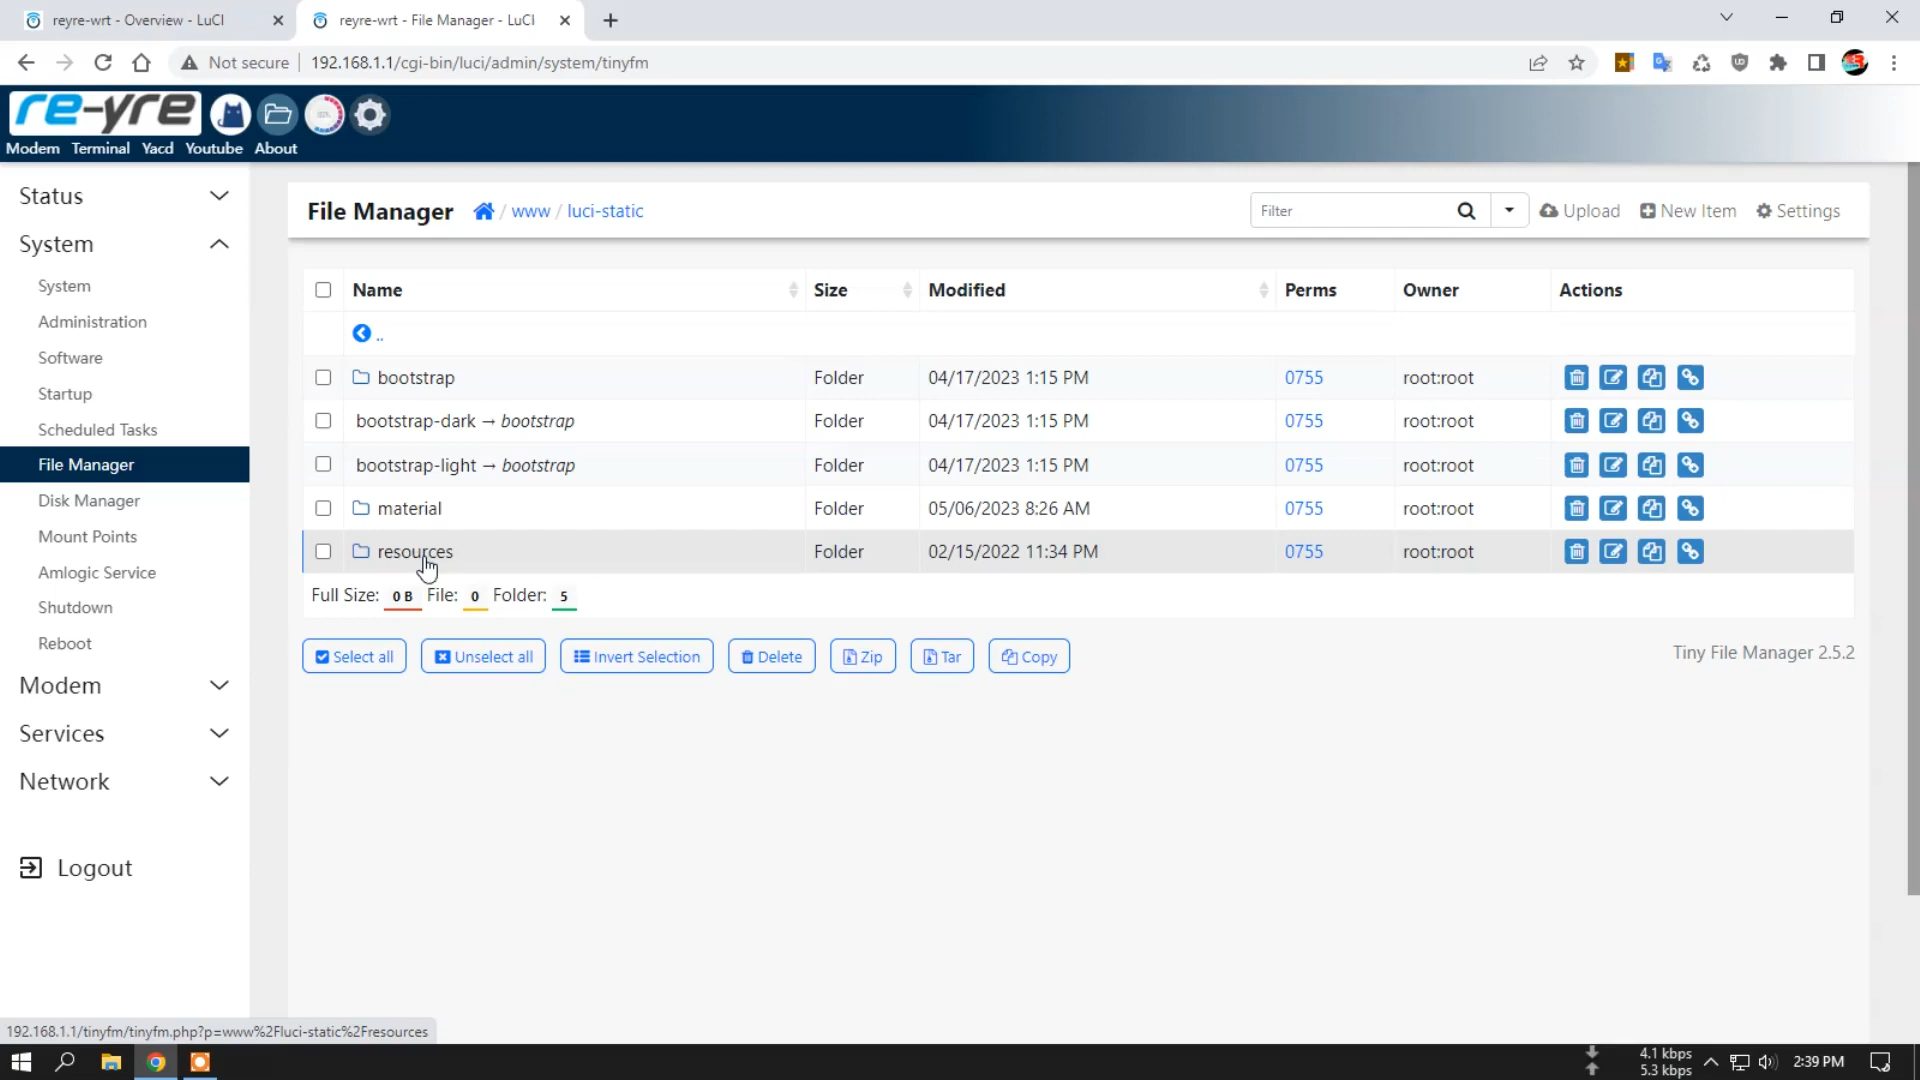 reyre-wrt - Overview - LuCI
reyre-wrt - File Manager - LuCI
Not secure
192.168.1.1/cgi-bin/luci/admin/system/tinyfm
re-yre
Modem Terminal Yacd Youtube About
Status
System
System
Administration
Software
Startup
Scheduled Tasks
File Manager
Disk Manager
Mount Points
Amlogic Service
Shutdown
Reboot
Modem
Services
Network
Logout
File Manager / www / luci-static
Filter
Upload
New Item
Settings
Name Size Modified Perms Owner Actions
..
bootstrap Folder 04/17/2023 1:15 PM 0755 root:root
bootstrap-dark → bootstrap Folder 04/17/2023 1:15 PM 0755 root:root
bootstrap-light → bootstrap Folder 04/17/2023 1:15 PM 0755 root:root
material Folder 05/06/2023 8:26 AM 0755 root:root
resources Folder 02/15/2022 11:34 PM 0755 root:root
Full Size: 0 B File: 0 Folder: 5
Select all Unselect all Invert Selection Delete Zip Tar Copy
Tiny File Manager 2.5.2
192.168.1.1/tinyfm/tinyfm.php?p=www%2Fluci-static%2Fresources
4.1 kbps
5.3 kbps
2:39 PM